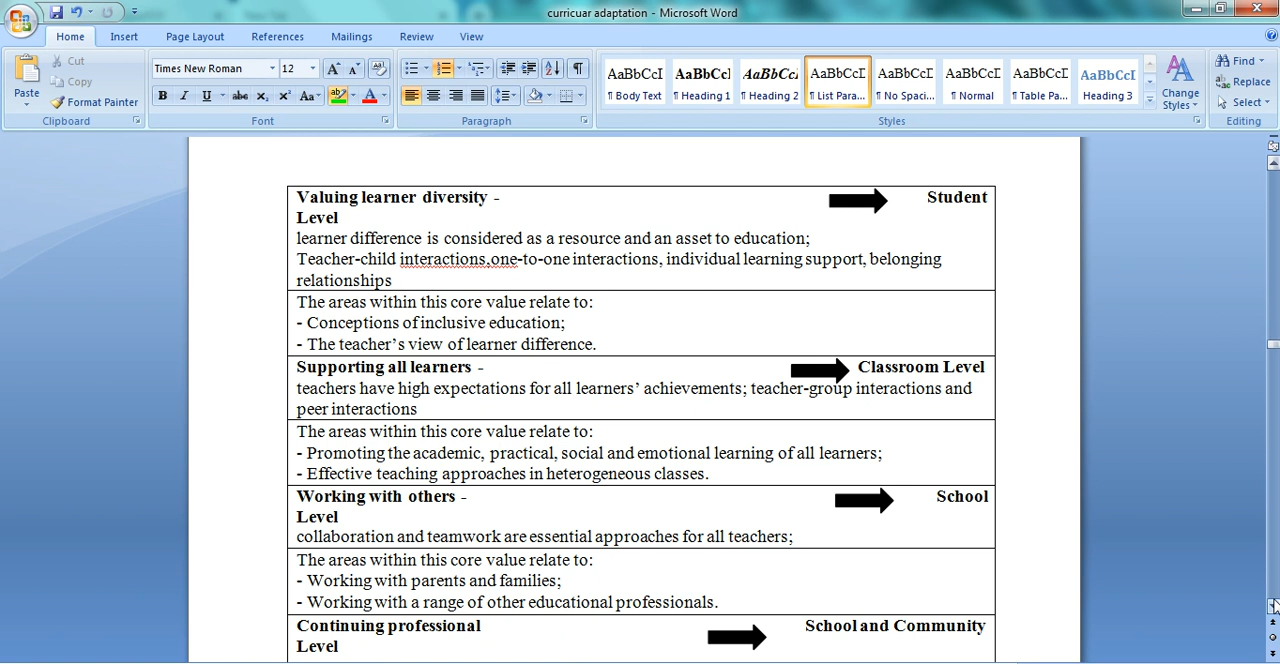 curricuar adaptation - Microsoft Word
Home Insert Page Layout References Mailings Review View
Paste
Cut
Copy
Format Painter
Clipboard
Times New Roman 12
B I U abe X₂ X² Aa
Font
Paragraph
AaBbCcI AaBbCcl AaBbCc AaBbCcI AaBbCcI AaBbCcI AaBbCcI AaBbCcI
¶ Body Text ¶ Heading 1 ¶ Heading 2 ¶ List Para... ¶ No Spaci... ¶ Normal ¶ Table Pa... Heading 3
Styles
Change
Styles
Find
Replace
Select
Editing
Valuing learner diversity - Student
Level
learner difference is considered as a resource and an asset to education;
Teacher-child interactions,one-to-one interactions, individual learning support, belonging
relationships
The areas within this core value relate to:
- Conceptions of inclusive education;
- The teacher’s view of learner difference.
Supporting all learners - Classroom Level
teachers have high expectations for all learners’ achievements; teacher-group interactions and
peer interactions
The areas within this core value relate to:
- Promoting the academic, practical, social and emotional learning of all learners;
- Effective teaching approaches in heterogeneous classes.
Working with others - School
Level
collaboration and teamwork are essential approaches for all teachers;
The areas within this core value relate to:
- Working with parents and families;
- Working with a range of other educational professionals.
Continuing professional School and Community
Level